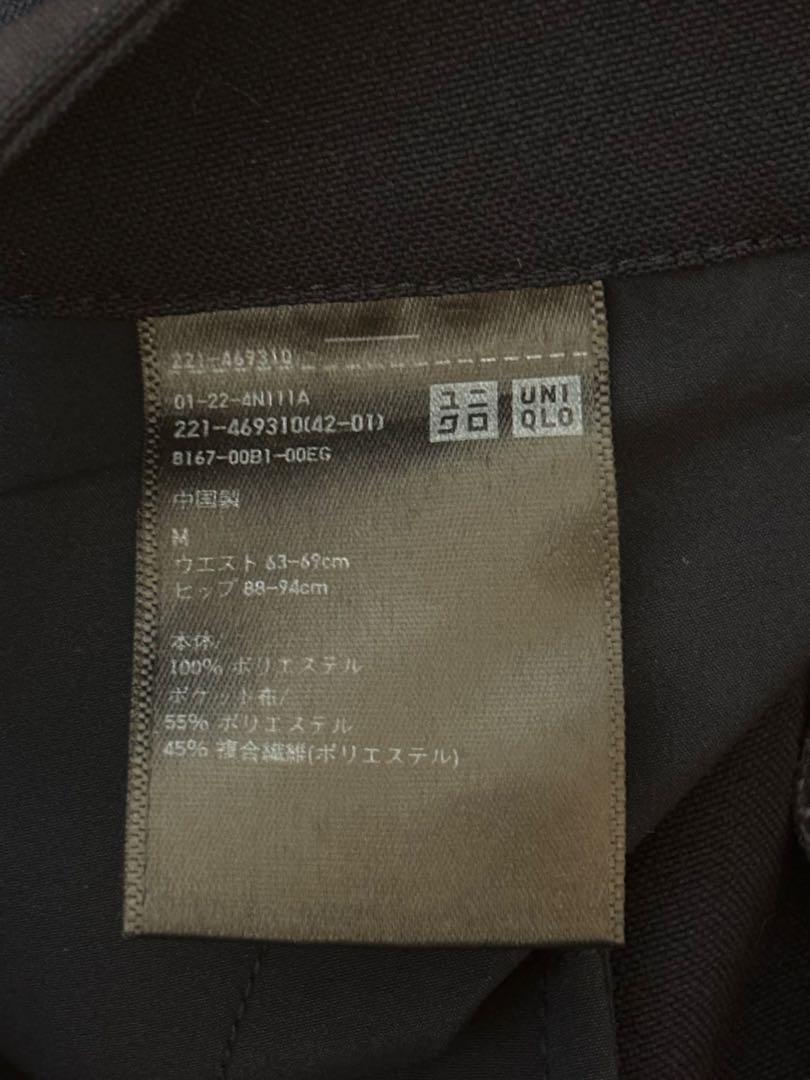 221-469310
01-22-4N111A
221-469310(42-01)
8167-00B1-00EG
ユニ
クロ
UNI
QLO
中国製
M
ウエスト 63-69cm
ヒップ 88-94cm
本体/
100% ポリエステル
ポケット布/
55% ポリエステル
45% 複合繊維(ポリエステル)